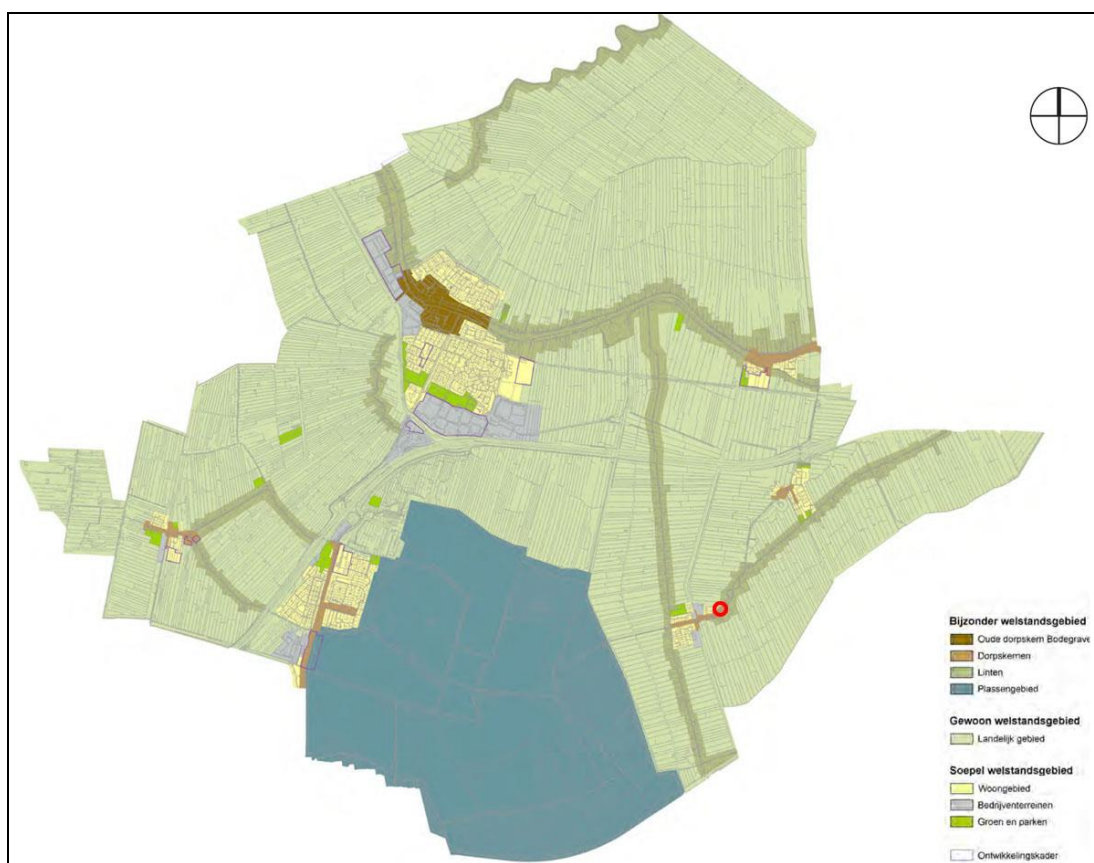 Bijzonder welstandsgebied
Oude dorpskern Bodegrave
Dorpskernen
Linten
Plassengebied
Gewoon welstandsgebied
Landelijk gebied
Soepel welstandsgebied
Woongebied
Bedrijventerreinen
Groen en parken
Ontwikkelingskader